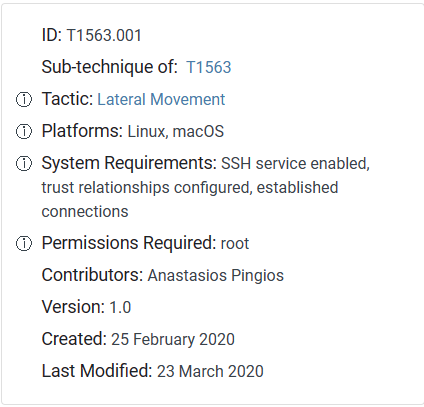 ID: T1563.001
Sub-technique of: T1563
Tactic: Lateral Movement
Platforms: Linux, macOS
System Requirements: SSH service enabled,
trust relationships configured, established
connections
Permissions Required: root
Contributors: Anastasios Pingios
Version: 1.0
Created: 25 February 2020
Last Modified: 23 March 2020